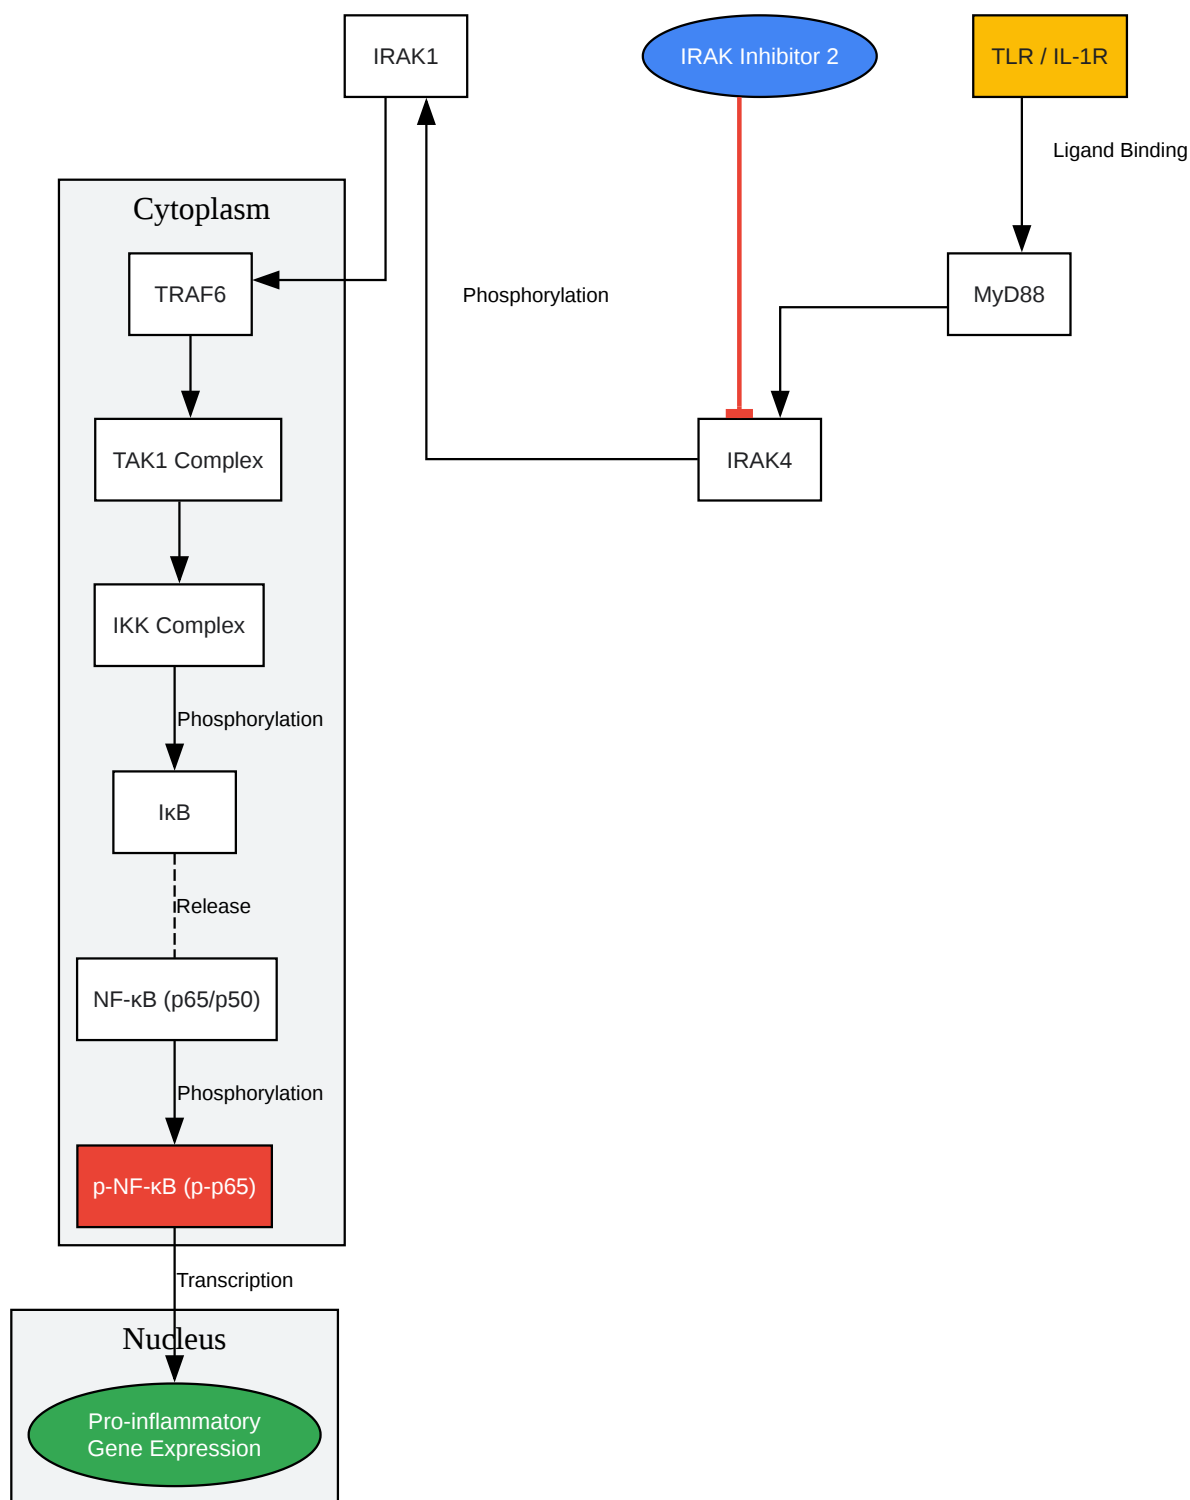 IRAK1
IRAK Inhibitor 2
TLR / IL-1R
Ligand Binding
Cytoplasm
TRAF6
Phosphorylation
MyD88
TAK1 Complex
IRAK4
IKK Complex
Phosphorylation
IκB
Release
NF-κB (p65/p50)
Phosphorylation
p-NF-κB (p-p65)
Transcription
Nucleus
Pro-inflammatory
Gene Expression